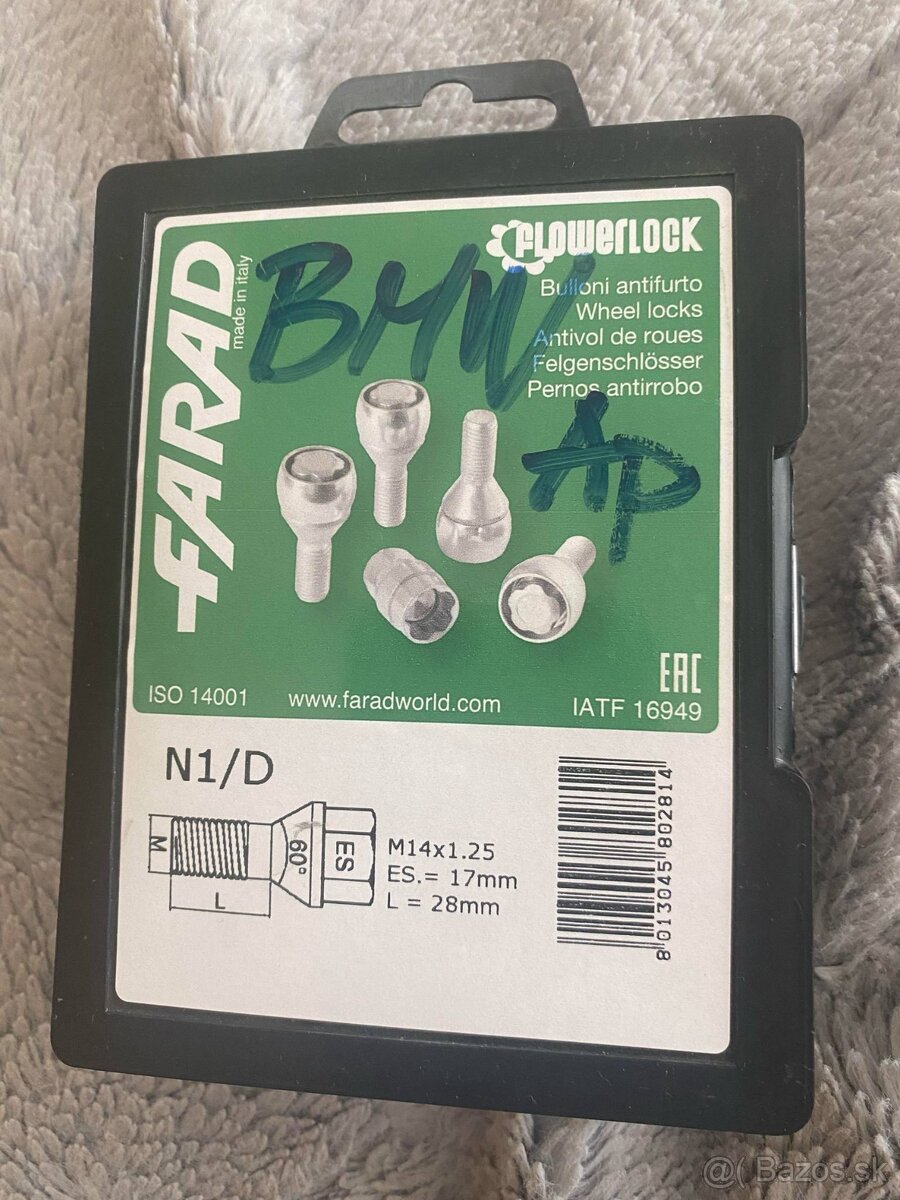 FARAD
made in italy
FLOWERLOCK
BMW
AP
Bulloni antifurto
Wheel locks
Antivol de roues
Felgenschlösser
Pernos antirrobo
EAC
ISO 14001
www.faradworld.com
IATF 16949
N1/D
M
L
60°
ES
M14x1.25
ES.= 17mm
L = 28mm
8 013045 802814
@( Bazos.sk